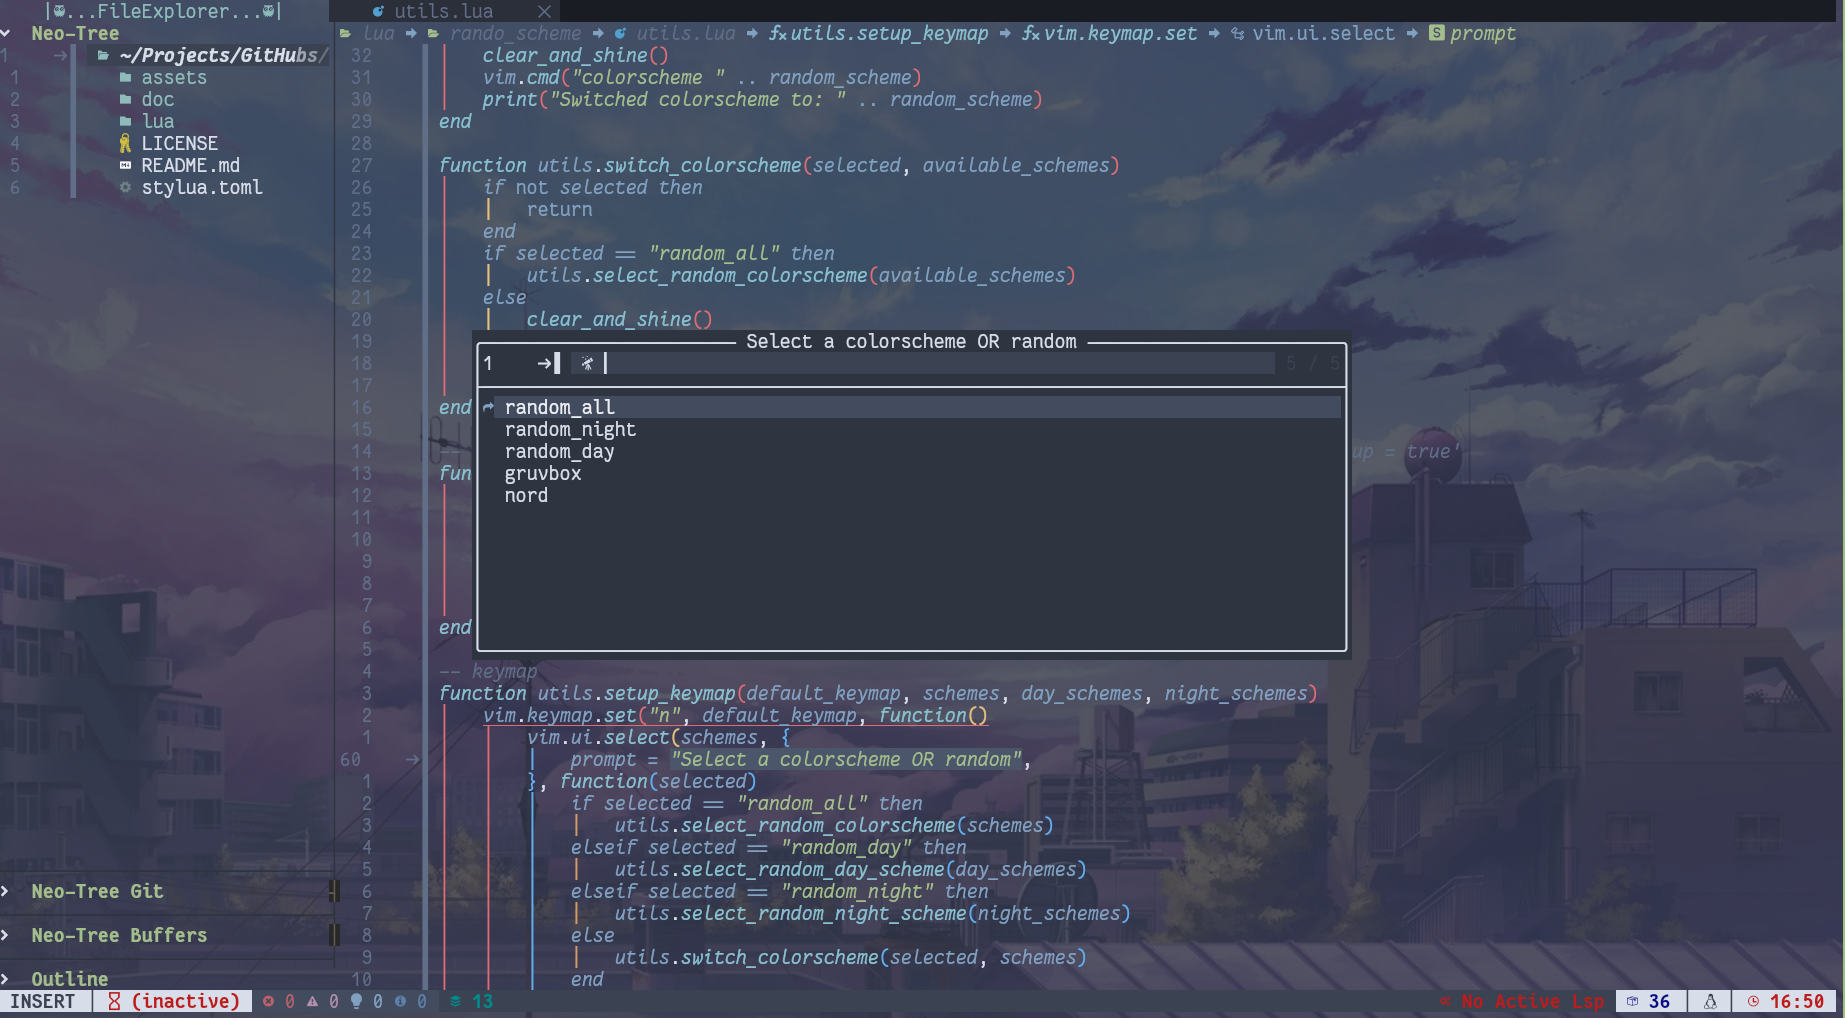 |...FileExplorer...|
utils.lua
Neo-Tree
lua → rando_scheme → utils.lua → utils.setup_keymap → vim.keymap.set → vim.ui.select → S prompt
1 → ~/Projects/GitHubs/
1 assets
2 doc
3 lua
4 LICENSE
5 README.md
6 stylua.toml
32 clear_and_shine()
31 vim.cmd("colorscheme " .. random_scheme)
30 print("Switched colorscheme to: " .. random_scheme)
29 end
28
27 function utils.switch_colorscheme(selected, available_schemes)
26 if not selected then
25 return
24 end
23 if selected == "random_all" then
22 utils.select_random_colorscheme(available_schemes)
21 else
20 clear_and_shine()
19
18
17
16 end
15
14 -- up = true'
13 fun
12
11
10
9
8
7
6 end
5
4 -- keymap
3 function utils.setup_keymap(default_keymap, schemes, day_schemes, night_schemes)
2 vim.keymap.set("n", default_keymap, function()
1 vim.ui.select(schemes, {
60 → prompt = "Select a colorscheme OR random",
1 }, function(selected)
2 if selected == "random_all" then
3 utils.select_random_colorscheme(schemes)
4 elseif selected == "random_day" then
5 utils.select_random_day_scheme(day_schemes)
6 elseif selected == "random_night" then
7 utils.select_random_night_scheme(night_schemes)
8 else
9 utils.switch_colorscheme(selected, schemes)
10 end
Select a colorscheme OR random
1 → 5 / 5
random_all
random_night
random_day
gruvbox
nord
Neo-Tree Git
Neo-Tree Buffers
Outline
INSERT (inactive) 0 0 0 0 13 No Active Lsp 36 16:50